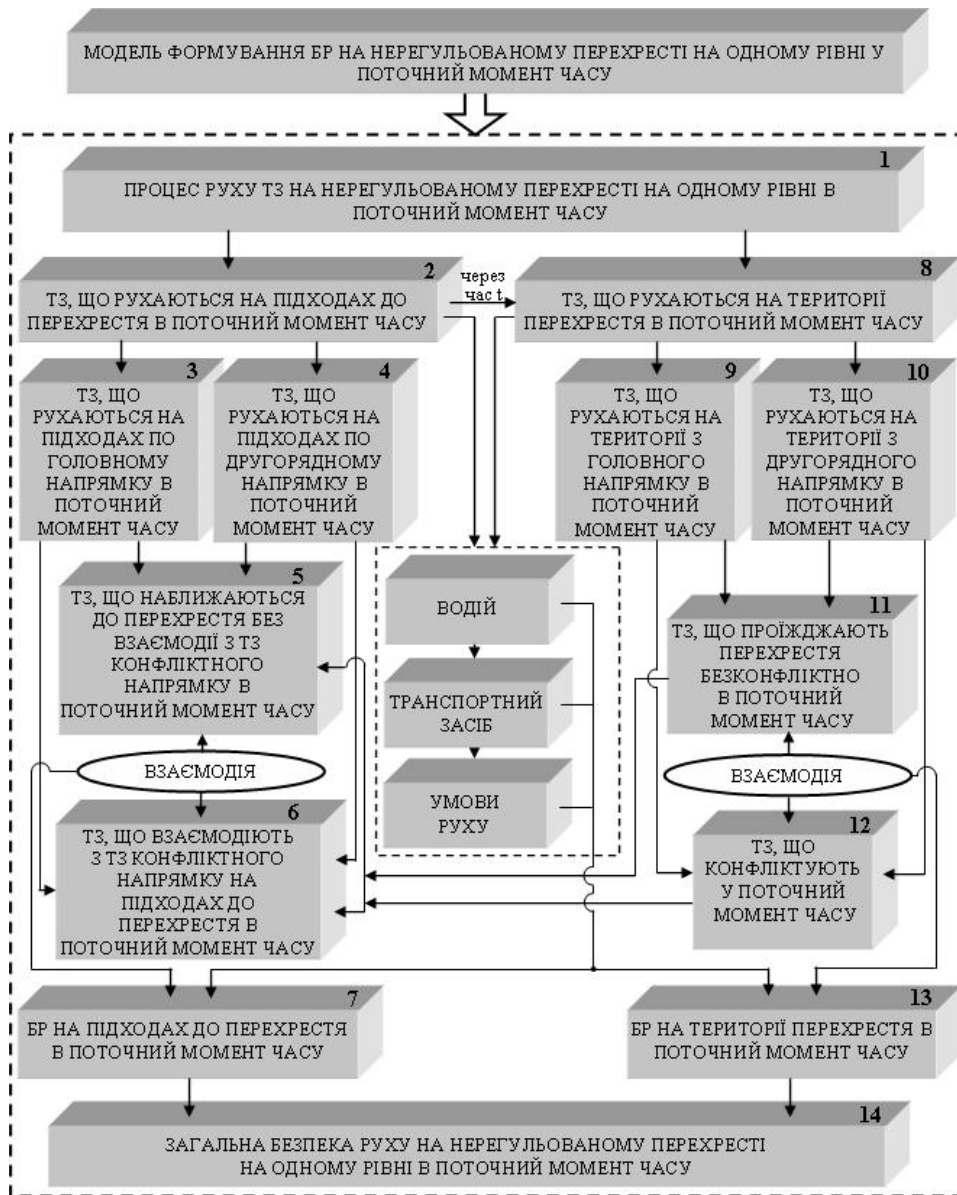 МОДЕЛЬ ФОРМУВАННЯ БР НА НЕРЕГУЛЬОВАНОМУ ПЕРЕХРЕСТІ НА ОДНОМУ РІВНІ У
ПОТОЧНИЙ МОМЕНТ ЧАСУ
1
ПРОЦЕС РУХУ ТЗ НА НЕРЕГУЛЬОВАНОМУ ПЕРЕХРЕСТІ НА ОДНОМУ РІВНІ В
ПОТОЧНИЙ МОМЕНТ ЧАСУ
2
ТЗ, ЩО РУХАЮТЬСЯ НА ПІДХОДАХ ДО
ПЕРЕХРЕСТЯ В ПОТОЧНИЙ МОМЕНТ ЧАСУ
через
час t
8
ТЗ, ЩО РУХАЮТЬСЯ НА ТЕРИТОРІЇ
ПЕРЕХРЕСТЯ В ПОТОЧНИЙ МОМЕНТ ЧАСУ
3
ТЗ, ЩО
РУХАЮТЬСЯ НА
ПІДХОДАХ ПО
ГОЛОВНОМУ
НАПРЯМКУ В
ПОТОЧНИЙ
МОМЕНТ ЧАСУ
4
ТЗ, ЩО
РУХАЮТЬСЯ НА
ПІДХОДАХ ПО
ДРУГОРЯДНОМУ
НАПРЯМКУ В
ПОТОЧНИЙ
МОМЕНТ ЧАСУ
9
ТЗ, ЩО
РУХАЮТЬСЯ НА
ТЕРИТОРІЇ З
ГОЛОВНОГО
НАПРЯМКУ В
ПОТОЧНИЙ
МОМЕНТ ЧАСУ
10
ТЗ, ЩО
РУХАЮТЬСЯ НА
ТЕРИТОРІЇ З
ДРУГОРЯДНОГО
НАПРЯМКУ В
ПОТОЧНИЙ
МОМЕНТ ЧАСУ
5
ТЗ, ЩО НАБЛИЖАЮТЬСЯ
ДО ПЕРЕХРЕСТЯ БЕЗ
ВЗАЄМОДІЇ З ТЗ
КОНФЛІКТНОГО
НАПРЯМКУ В
ПОТОЧНИЙ МОМЕНТ ЧАСУ
ВОДІЙ
ТРАНСПОРТНИЙ
ЗАСІБ
УМОВИ
РУХУ
11
ТЗ, ЩО ПРОЇЖДЖАЮТЬ
ПЕРЕХРЕСТЯ
БЕЗКОНФЛІКТНО
В ПОТОЧНИЙ
МОМЕНТ ЧАСУ
ВЗАЄМОДІЯ
ВЗАЄМОДІЯ
6
ТЗ, ЩО ВЗАЄМОДІЮТЬ
З ТЗ КОНФЛІКТНОГО
НАПРЯМКУ НА
ПІДХОДАХ ДО
ПЕРЕХРЕСТЯ В
ПОТОЧНИЙ МОМЕНТ ЧАСУ
12
ТЗ, ЩО
КОНФЛІКТУЮТЬ
У ПОТОЧНИЙ
МОМЕНТ ЧАСУ
7
БР НА ПІДХОДАХ ДО ПЕРЕХРЕСТЯ
В ПОТОЧНИЙ МОМЕНТ ЧАСУ
13
БР НА ТЕРИТОРІЇ ПЕРЕХРЕСТЯ В
ПОТОЧНИЙ МОМЕНТ ЧАСУ
14
ЗАГАЛЬНА БЕЗПЕКА РУХУ НА НЕРЕГУЛЬОВАНОМУ ПЕРЕХРЕСТІ
НА ОДНОМУ РІВНІ В ПОТОЧНИЙ МОМЕНТ ЧАСУ